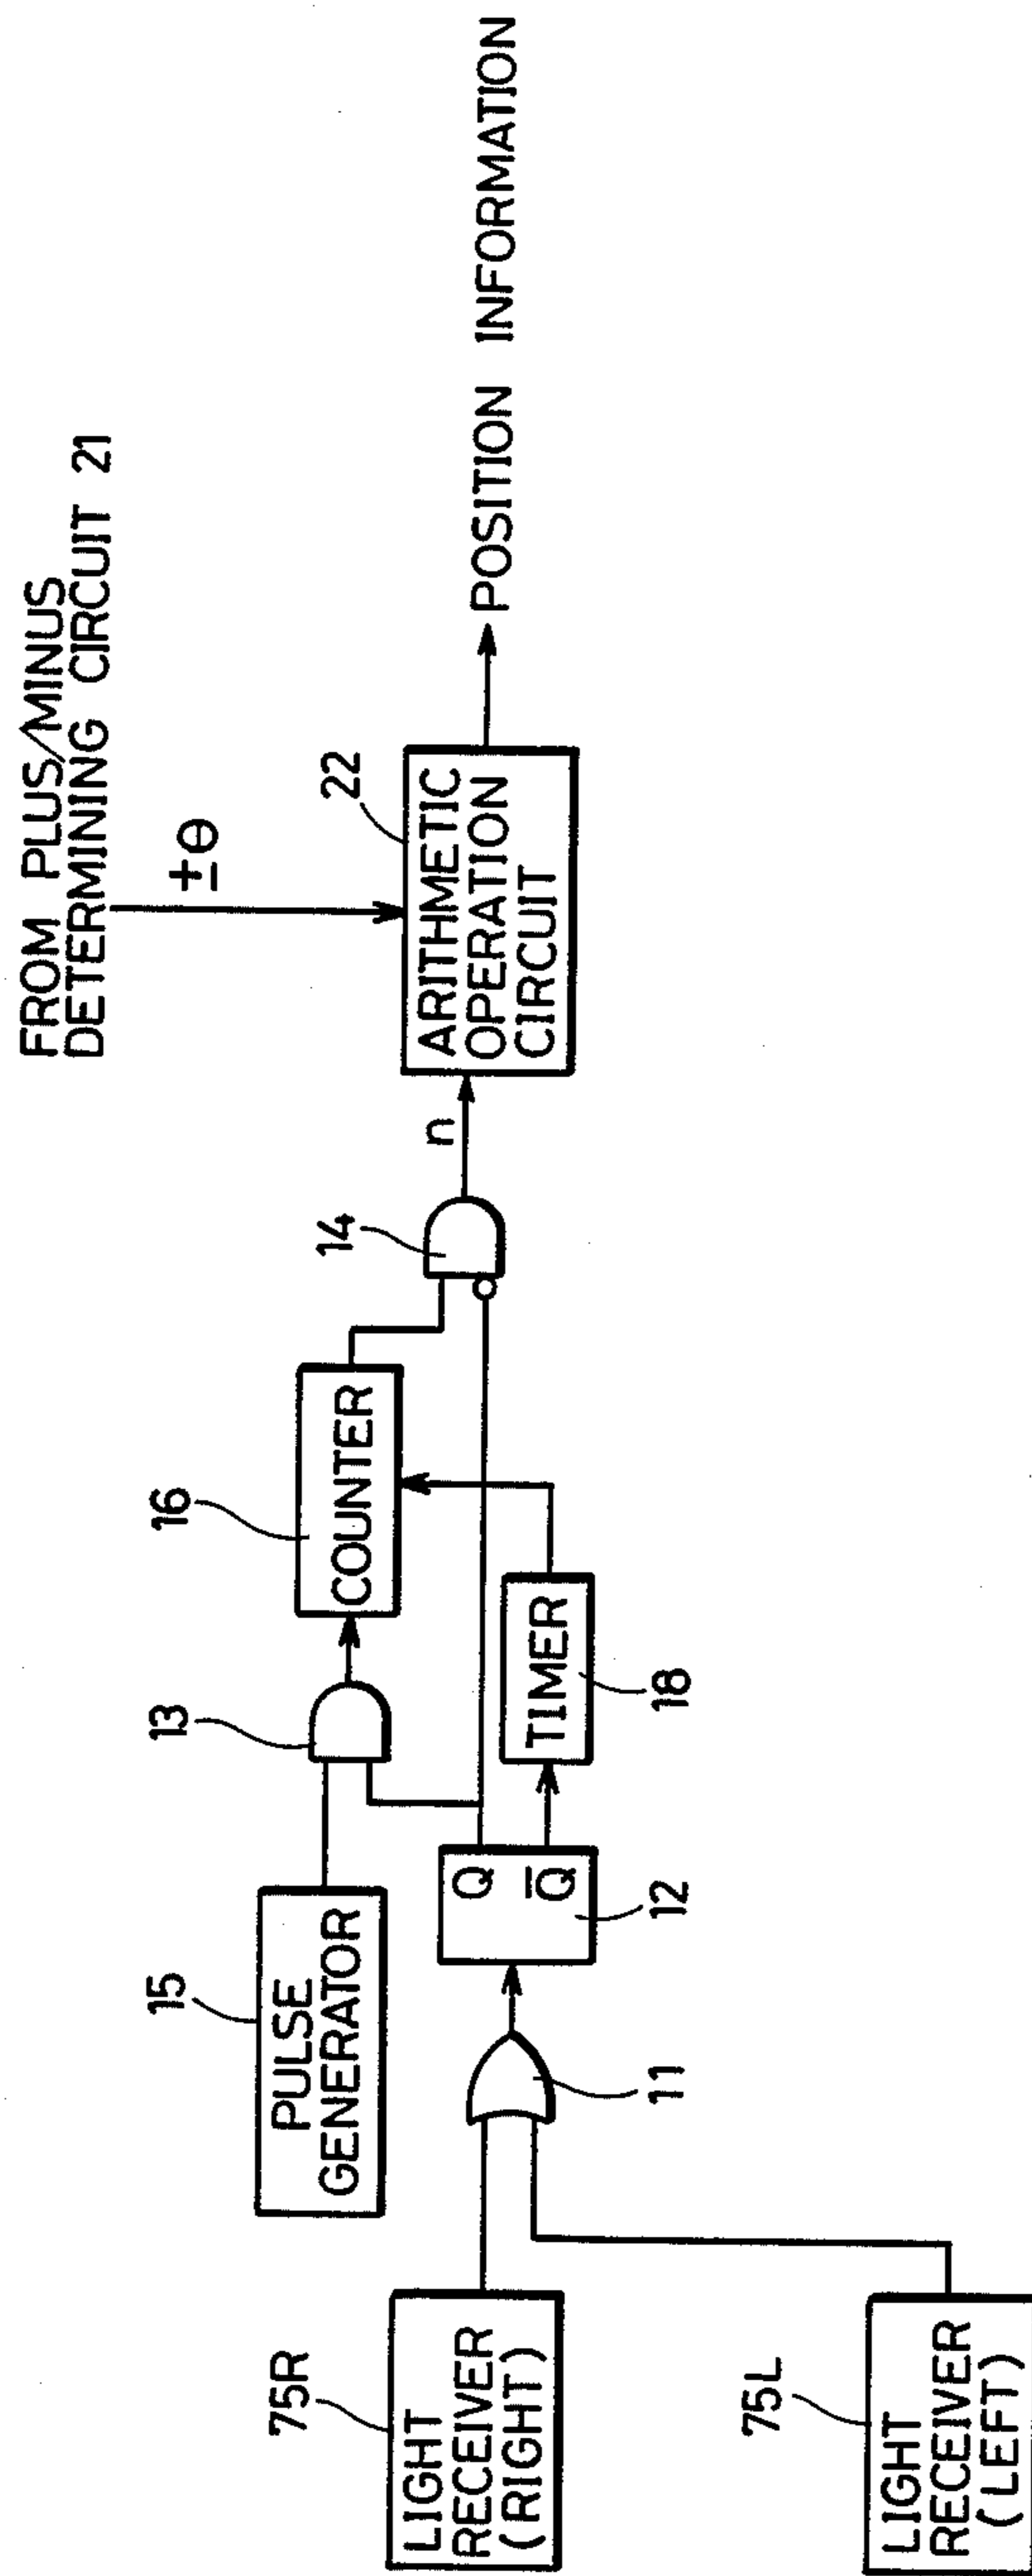 FROM PLUS/MINUS
DETERMINING CIRCUIT 21
±θ
22
ARITHMETIC
OPERATION
CIRCUIT
POSITION INFORMATION
n
14
16
COUNTER
13
TIMER
18
15
PULSE
GENERATOR
Q
Q̅
12
11
75R
LIGHT
RECEIVER
(RIGHT)
75L
LIGHT
RECEIVER
(LEFT)